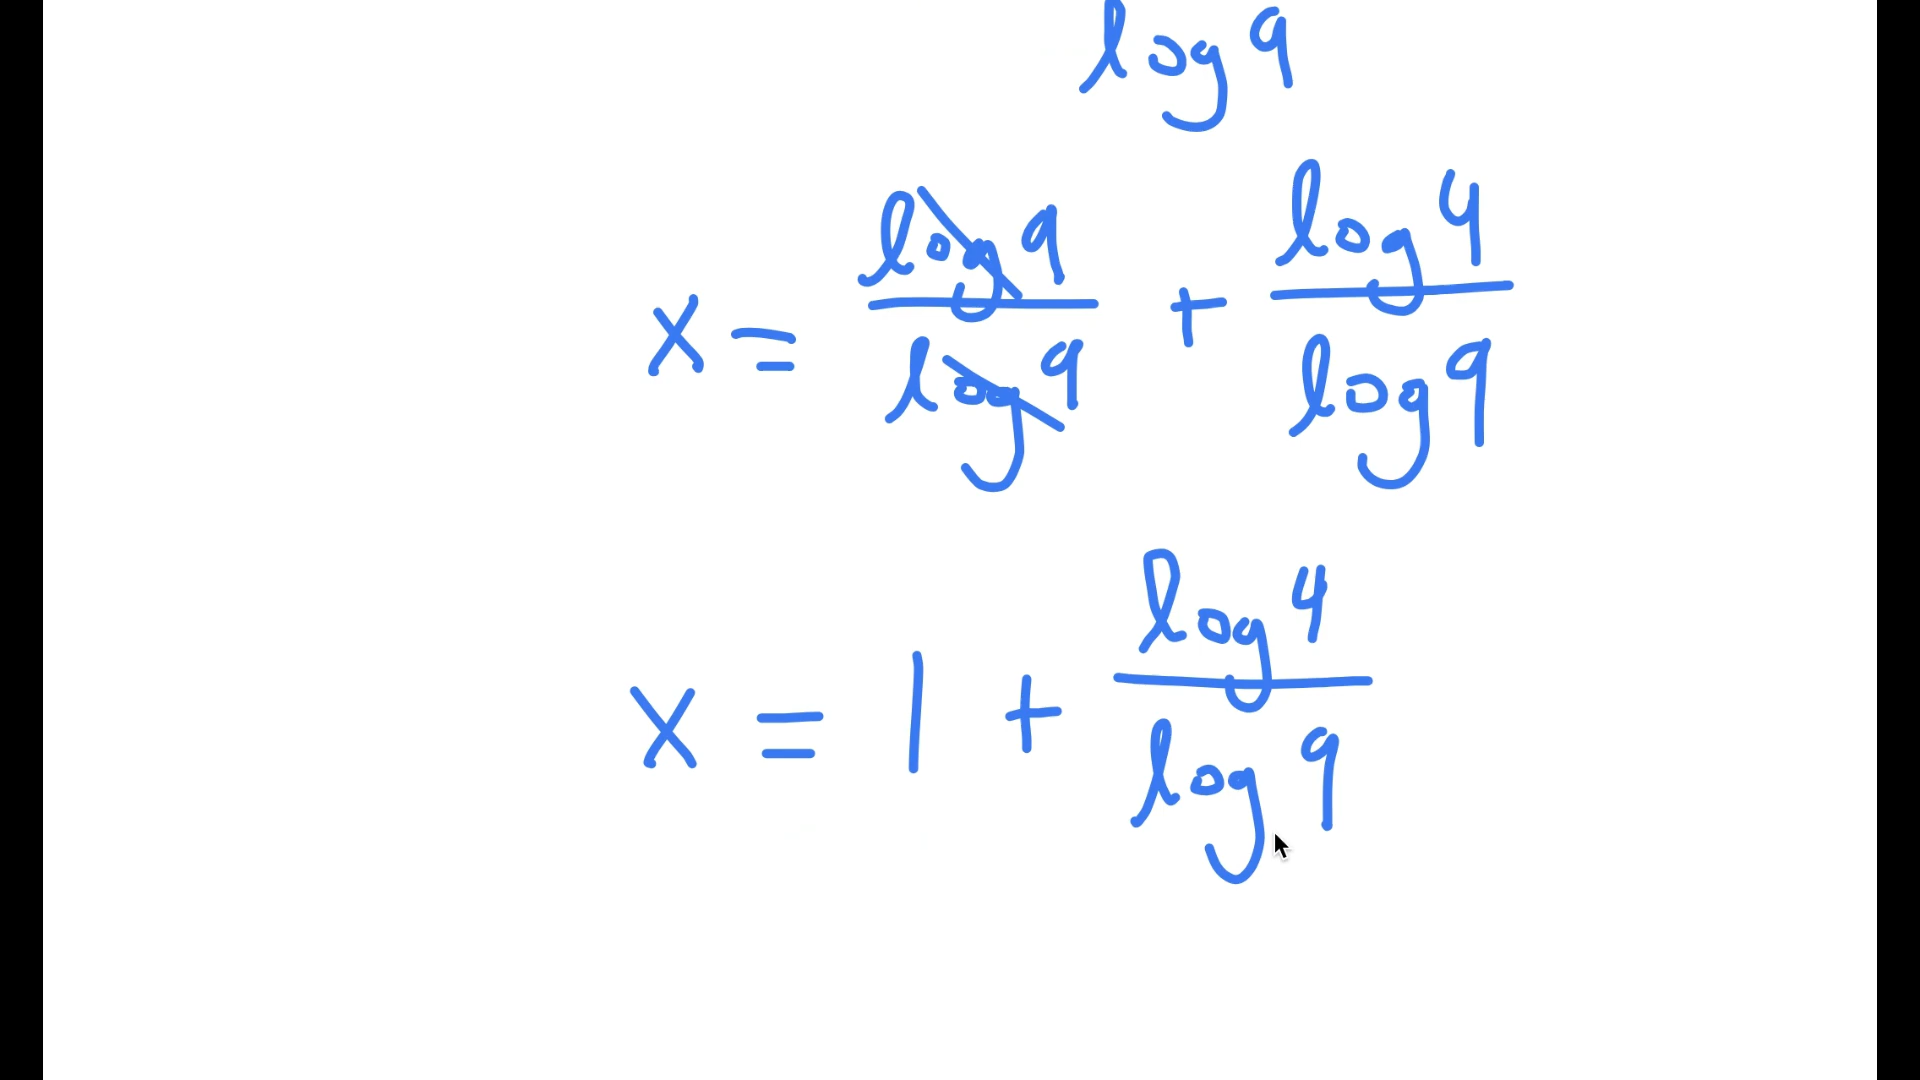 log 9
x = log 9 / log 9 + log 4 / log 9
x = 1 + log 4 / log 9